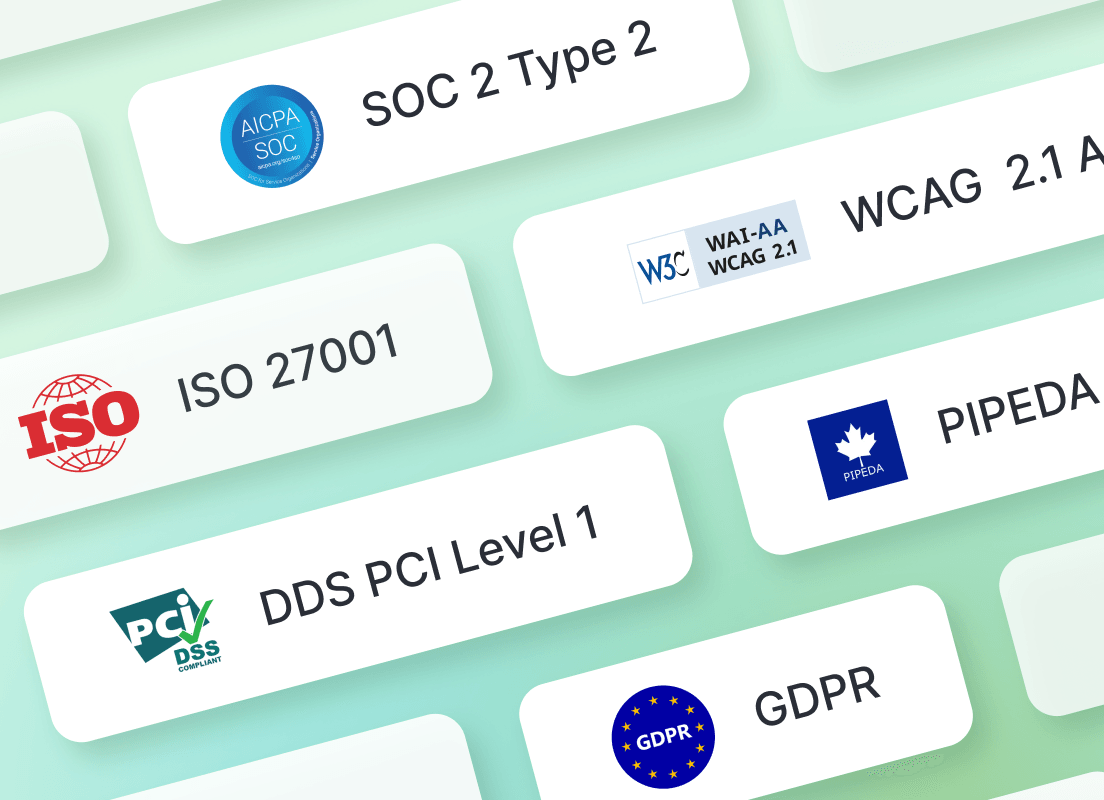 AICPA
SOC
aicpa.org/soc4so
SOC for Service Organizations | Service Organizations
SOC 2 Type 2
W3C
WAI-AA
WCAG 2.1
WCAG 2.1 A
ISO
ISO 27001
PIPEDA
PIPEDA
PCi
DSS
COMPLIANT
DDS PCI Level 1
GDPR
GDPR